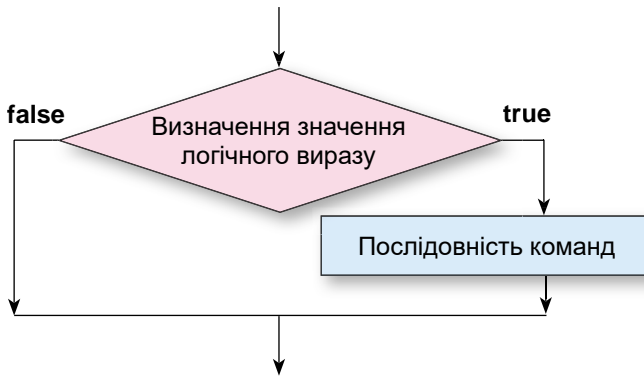 false
true
Визначення значення
логічного виразу
Послідовність команд